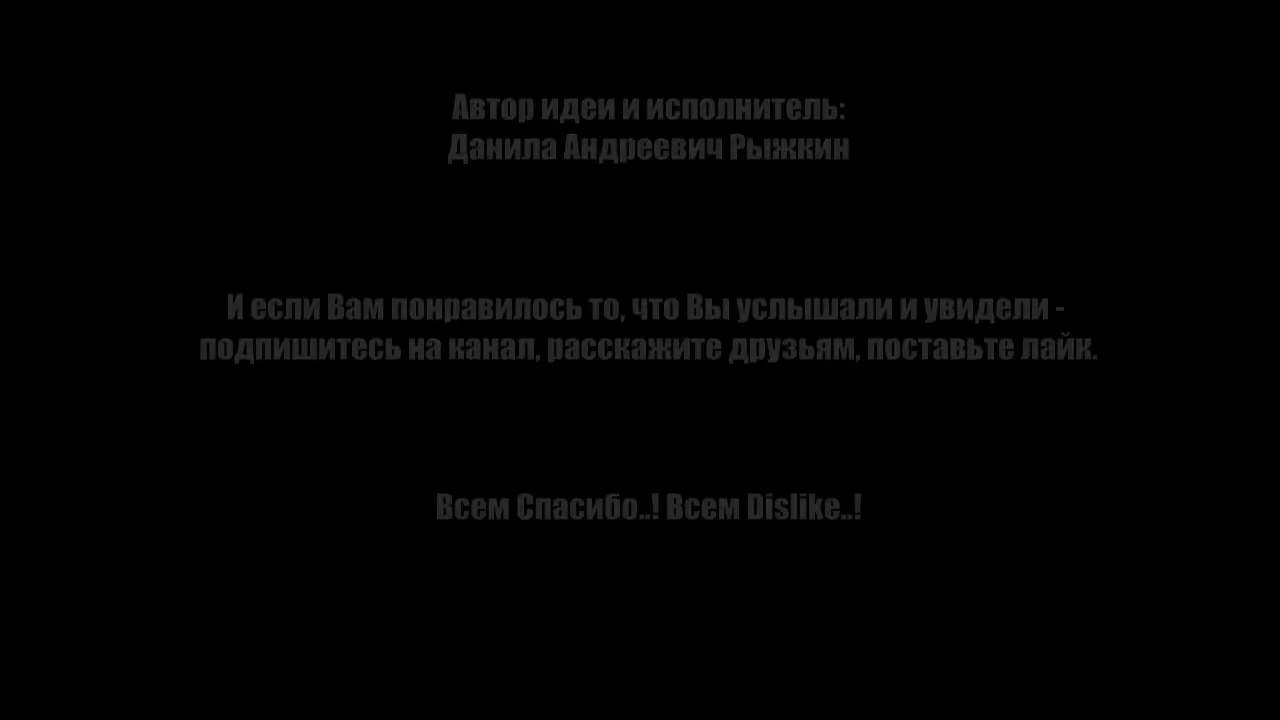 Автор идеи и исполнитель:
Данила Андреевич Рыжкин
И если Вам понравилось то, что Вы услышали и увидели -
подпишитесь на канал, расскажите друзьям, поставьте лайк.
Всем Спасибо..! Всем Dislike..!